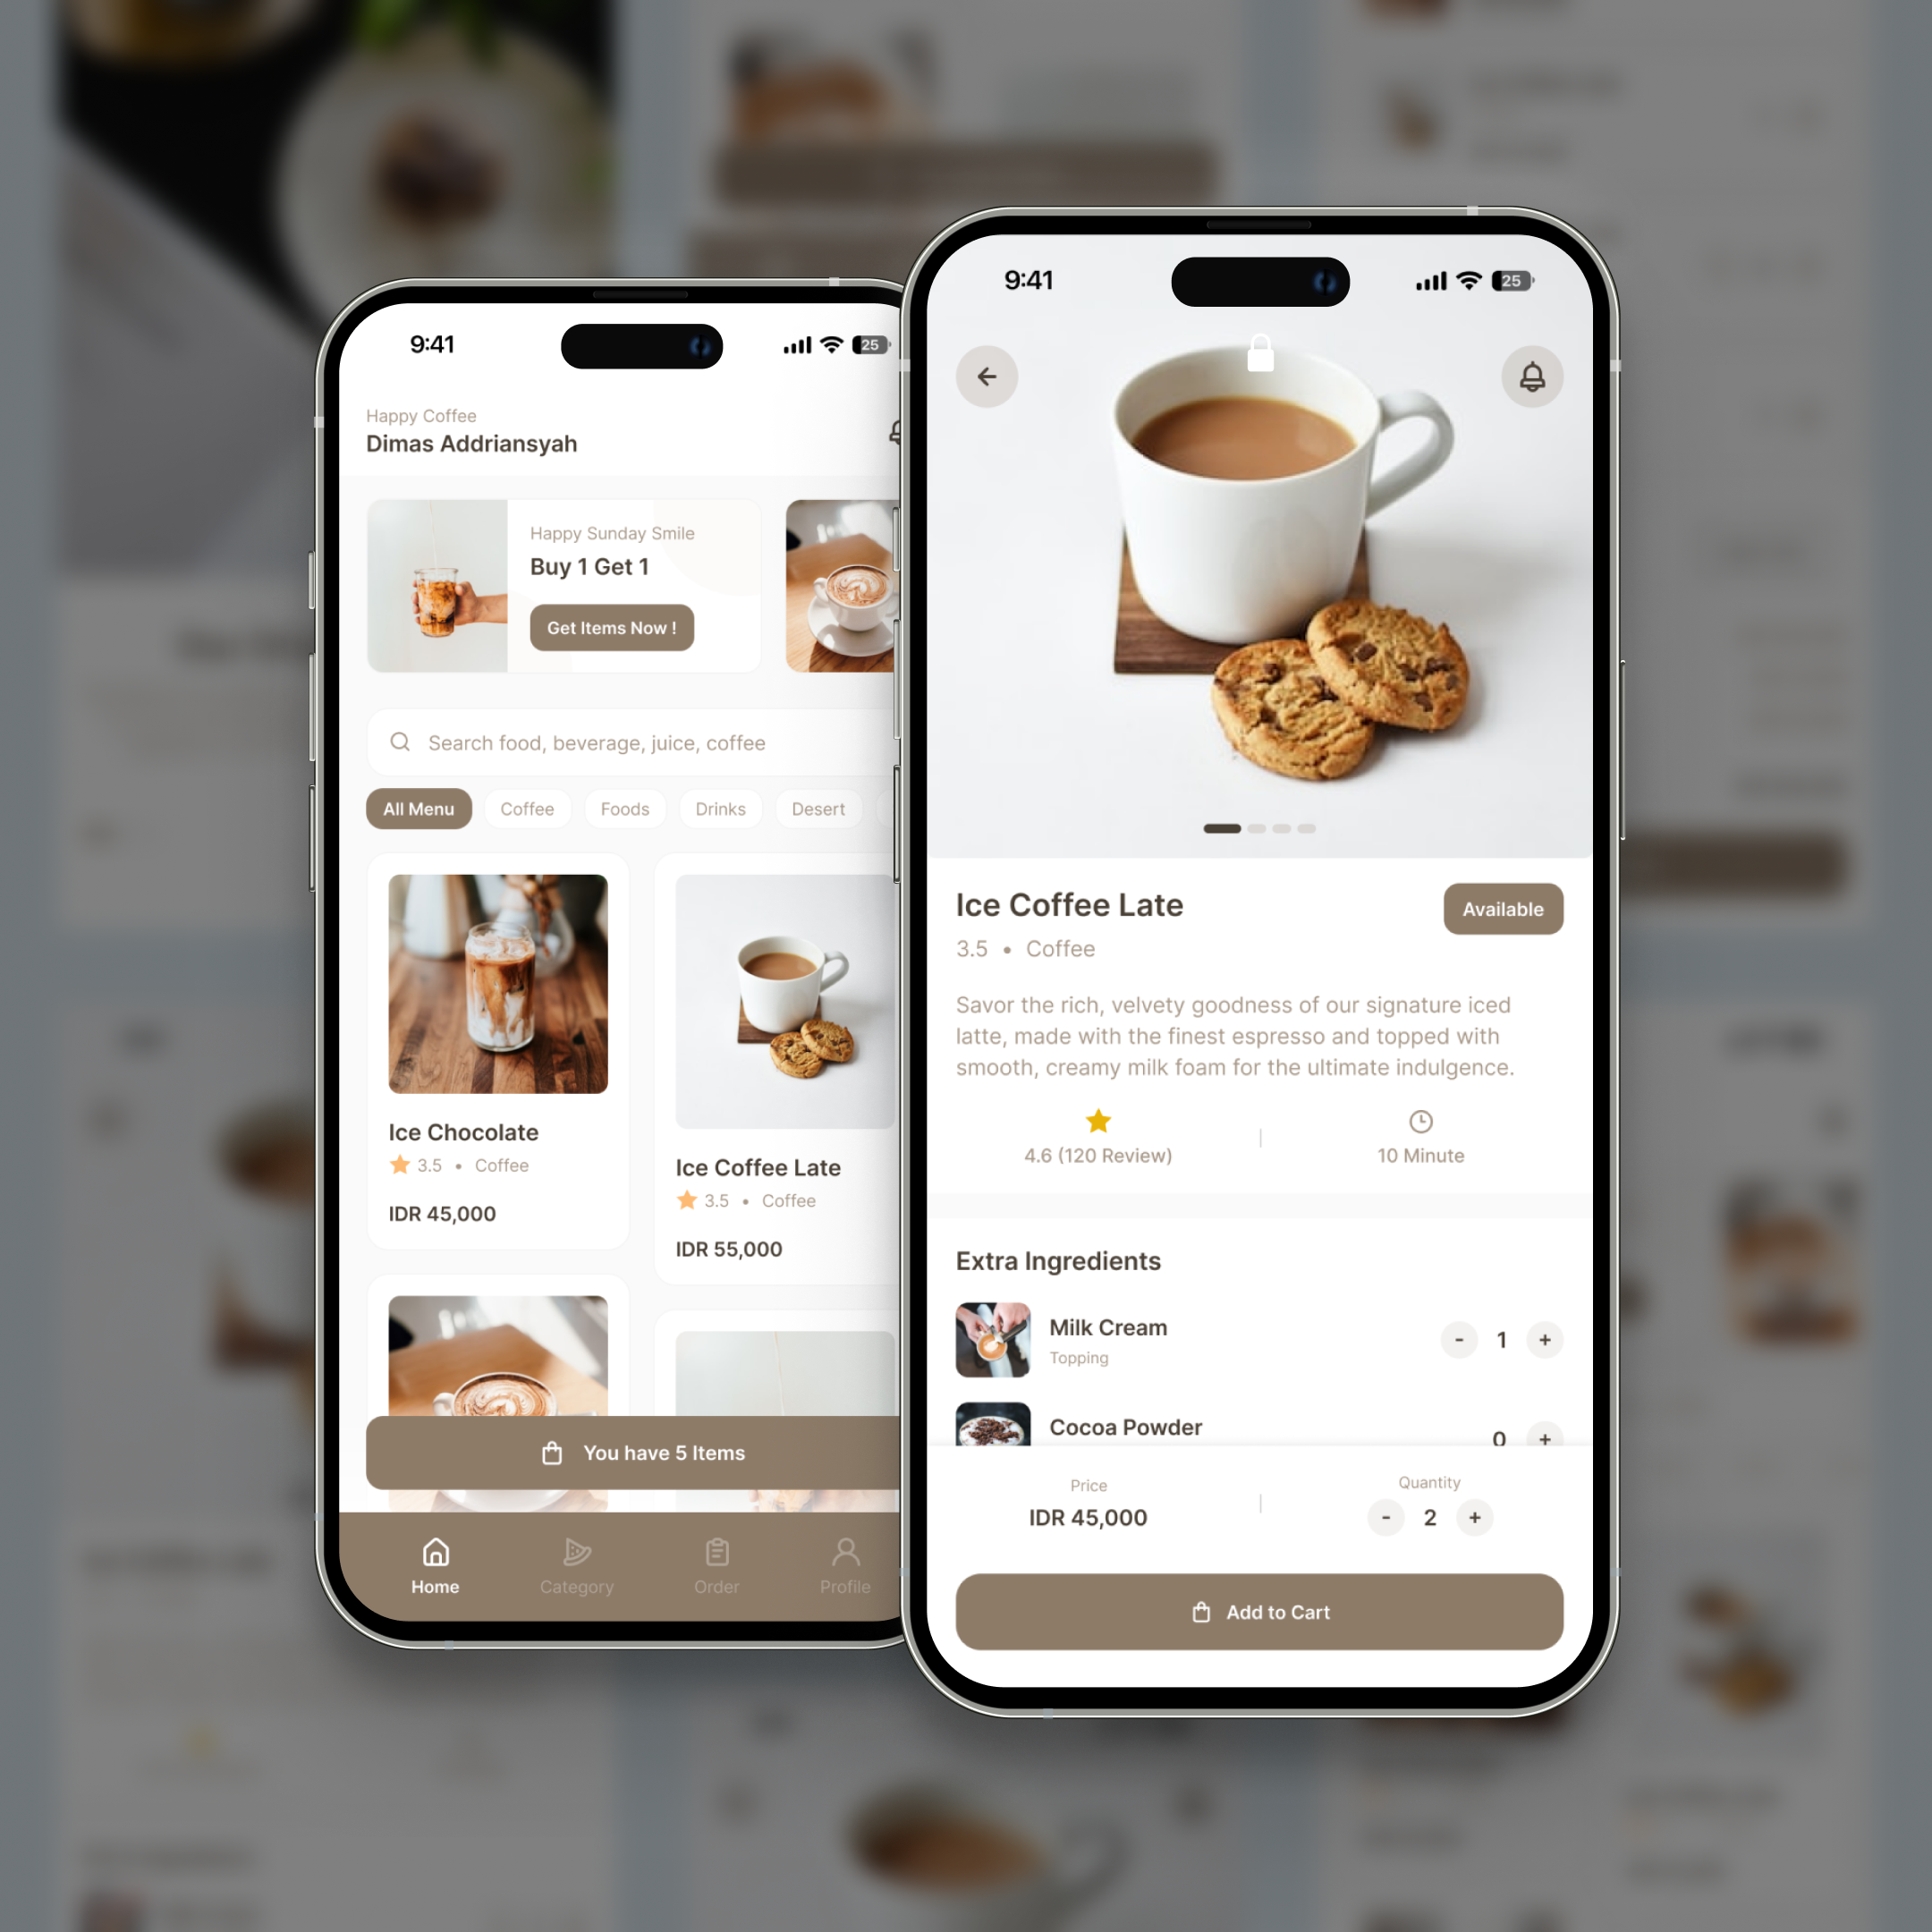 9:41
25
Happy Coffee
Dimas Addriansyah
Happy Sunday Smile
Buy 1 Get 1
Get Items Now !
Search food, beverage, juice, coffee
All Menu
Coffee
Foods
Drinks
Desert
Ice Chocolate
3.5 • Coffee
IDR 45,000
Ice Coffee Late
3.5 • Coffee
IDR 55,000
You have 5 Items
Home
Category
Order
Profile
9:41
25
Ice Coffee Late
Available
3.5 • Coffee
Savor the rich, velvety goodness of our signature iced
latte, made with the finest espresso and topped with
smooth, creamy milk foam for the ultimate indulgence.
4.6 (120 Review)
10 Minute
Extra Ingredients
Milk Cream
Topping
- 1 +
Cocoa Powder
0 +
Price
IDR 45,000
Quantity
- 2 +
Add to Cart